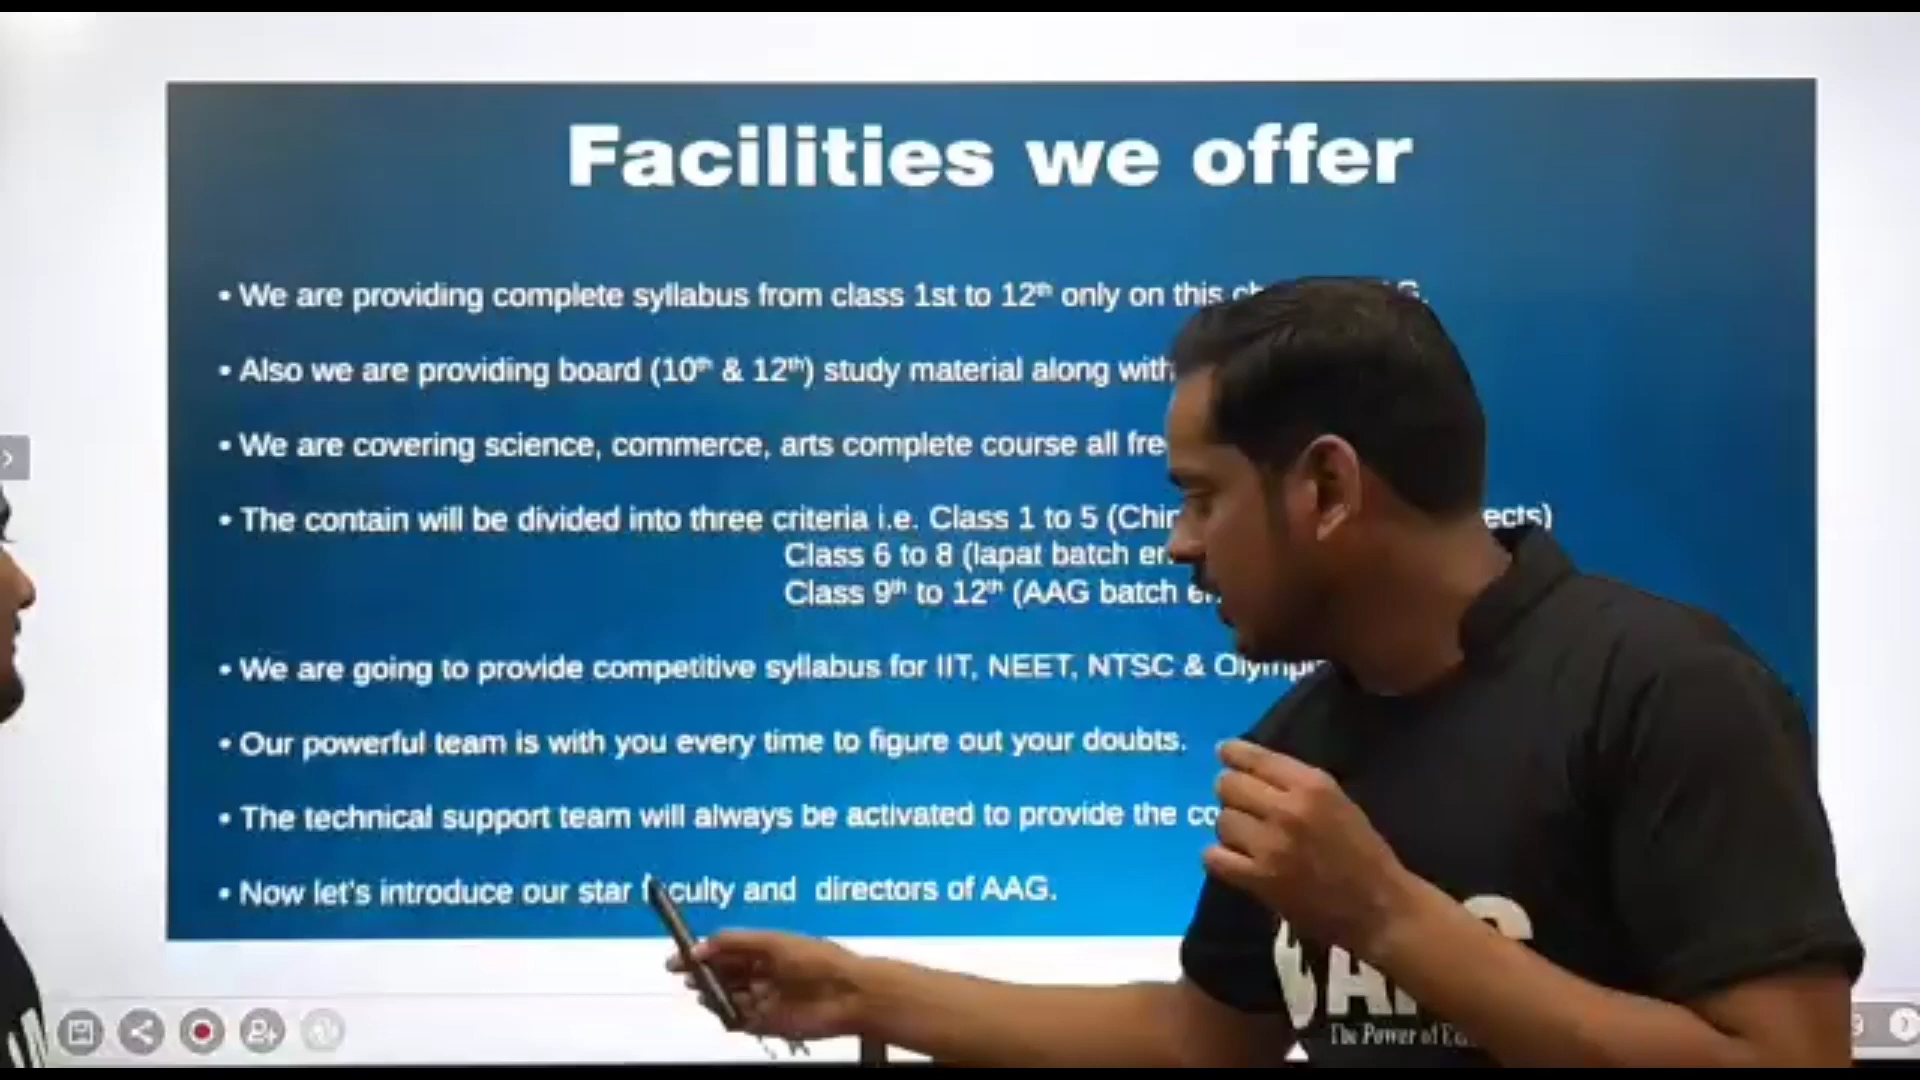 Facilities we offer
• We are providing complete syllabus from class 1st to 12th only on this
• Also we are providing board (10th & 12th) study material along with
• We are covering science, commerce, arts complete course all
• The contain will be divided into three criteria i.e. Class 1 to 5
Class 6 to 8 (lapat batch
Class 9th to 12th (AAG batch
• We are going to provide competitive syllabus for IIT, NEET, NTSC &
• Our powerful team is with you every time to figure out your doubts.
• The technical support team will always be activated to provide the
• Now let's introduce our star faculty and directors of AAG.
The Power of